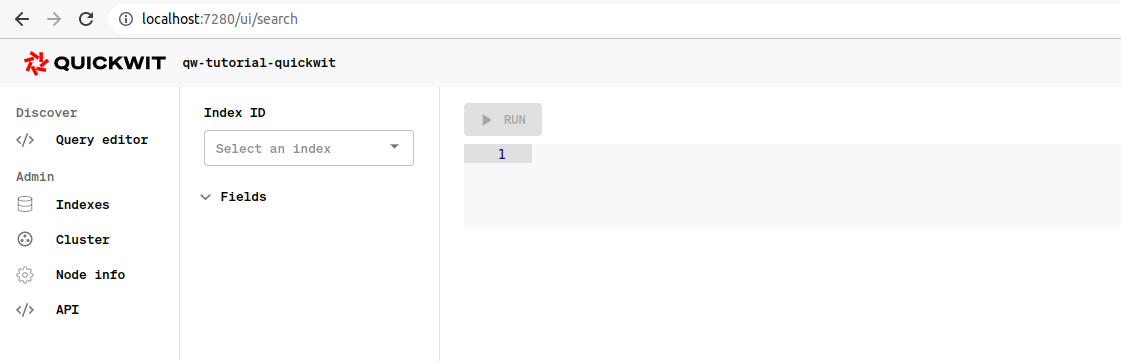 localhost:7280/ui/search
QUICKWIT qw-tutorial-quickwit
Discover
</> Query editor
Admin
Indexes
Cluster
Node info
</> API
Index ID
Select an index
Fields
RUN
1